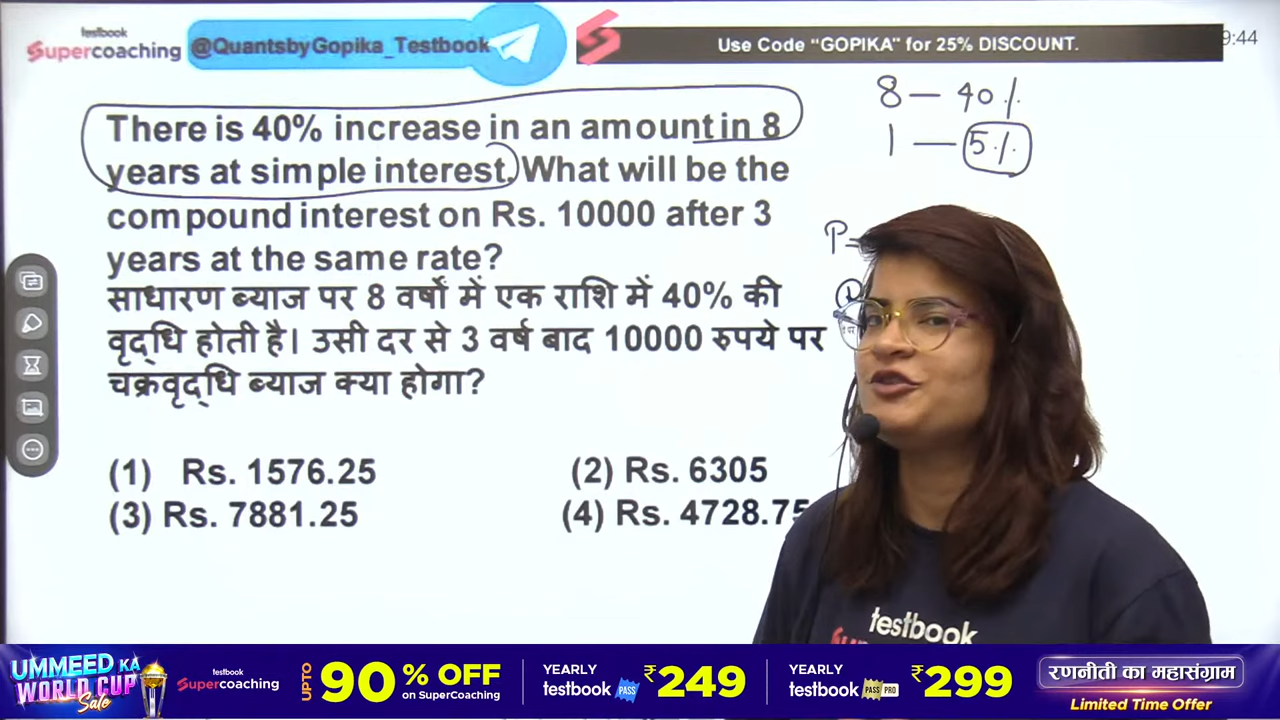 testbook
Supercoaching
@QuantsbyGopika_Testbook
Use Code "GOPIKA" for 25% DISCOUNT.
9:44
8 — 40%
1 — 5%
There is 40% increase in an amount in 8
years at simple interest. What will be the
compound interest on Rs. 10000 after 3
years at the same rate?
P=
साधारण ब्याज पर 8 वर्षों में एक राशि में 40% की
वृद्धि होती है। उसी दर से 3 वर्ष बाद 10000 रुपये पर
चक्रवृद्धि ब्याज क्या होगा?
(1) Rs. 1576.25
(2) Rs. 6305
(3) Rs. 7881.25
(4) Rs. 4728.75
testbook
UMMEED KA
WORLD CUP
Sale
testbook
Supercoaching
UPTO
90% OFF
on SuperCoaching
YEARLY
testbook PASS
₹249
YEARLY
testbook PASS PRO
₹299
रणनीती का महासंग्राम
Limited Time Offer